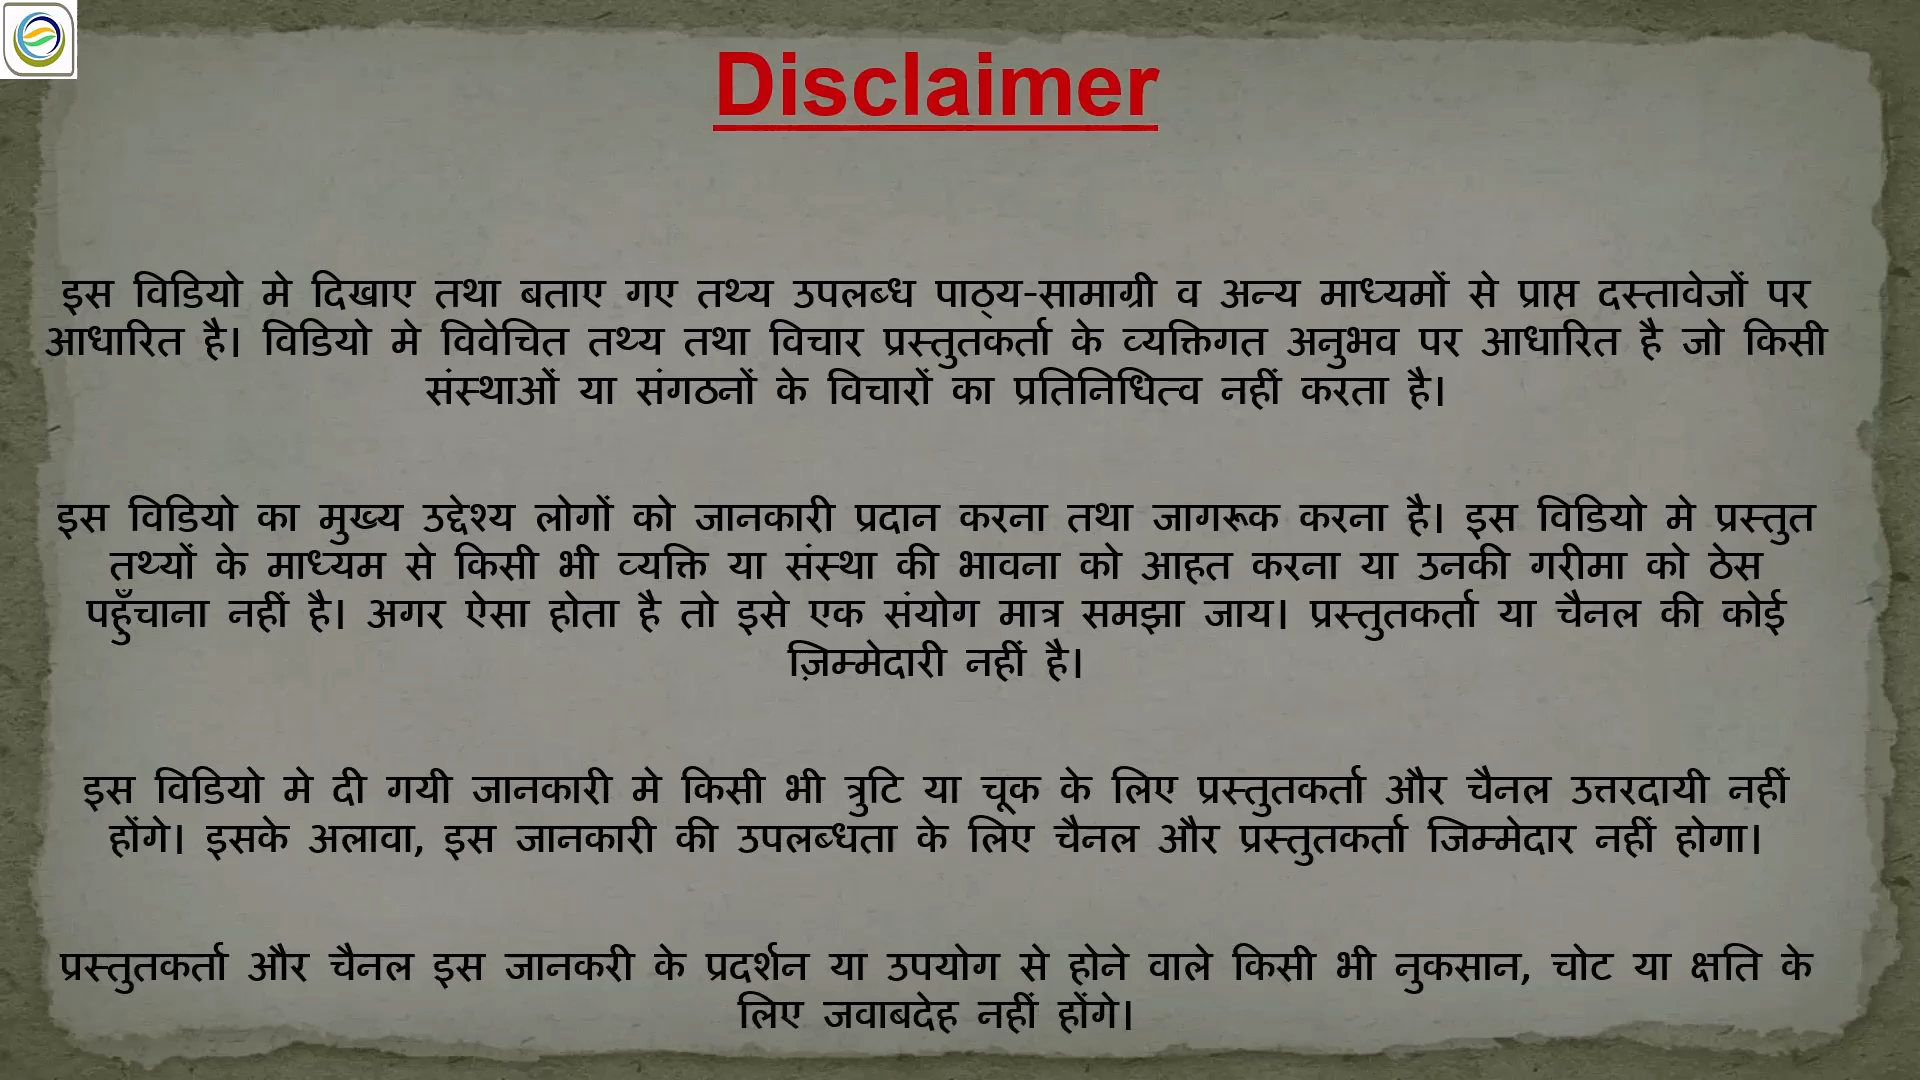 Disclaimer
इस विडियो मे दिखाए तथा बताए गए तथ्य उपलब्ध पाठ्य-सामाग्री व अन्य माध्यमों से प्राप्त दस्तावेजों पर
आधारित है। विडियो मे विवेचित तथ्य तथा विचार प्रस्तुतकर्ता के व्यक्तिगत अनुभव पर आधारित है जो किसी
संस्थाओं या संगठनों के विचारों का प्रतिनिधित्व नहीं करता है।
इस विडियो का मुख्य उद्देश्य लोगों को जानकारी प्रदान करना तथा जागरूक करना है। इस विडियो मे प्रस्तुत
तथ्यों के माध्यम से किसी भी व्यक्ति या संस्था की भावना को आहत करना या उनकी गरीमा को ठेस
पहुँचाना नहीं है। अगर ऐसा होता है तो इसे एक संयोग मात्र समझा जाय। प्रस्तुतकर्ता या चैनल की कोई
ज़िम्मेदारी नहीं है।
इस विडियो मे दी गयी जानकारी मे किसी भी त्रुटि या चूक के लिए प्रस्तुतकर्ता और चैनल उत्तरदायी नहीं
होंगे। इसके अलावा, इस जानकारी की उपलब्धता के लिए चैनल और प्रस्तुतकर्ता जिम्मेदार नहीं होगा।
प्रस्तुतकर्ता और चैनल इस जानकरी के प्रदर्शन या उपयोग से होने वाले किसी भी नुकसान, चोट या क्षति के
लिए जवाबदेह नहीं होंगे।